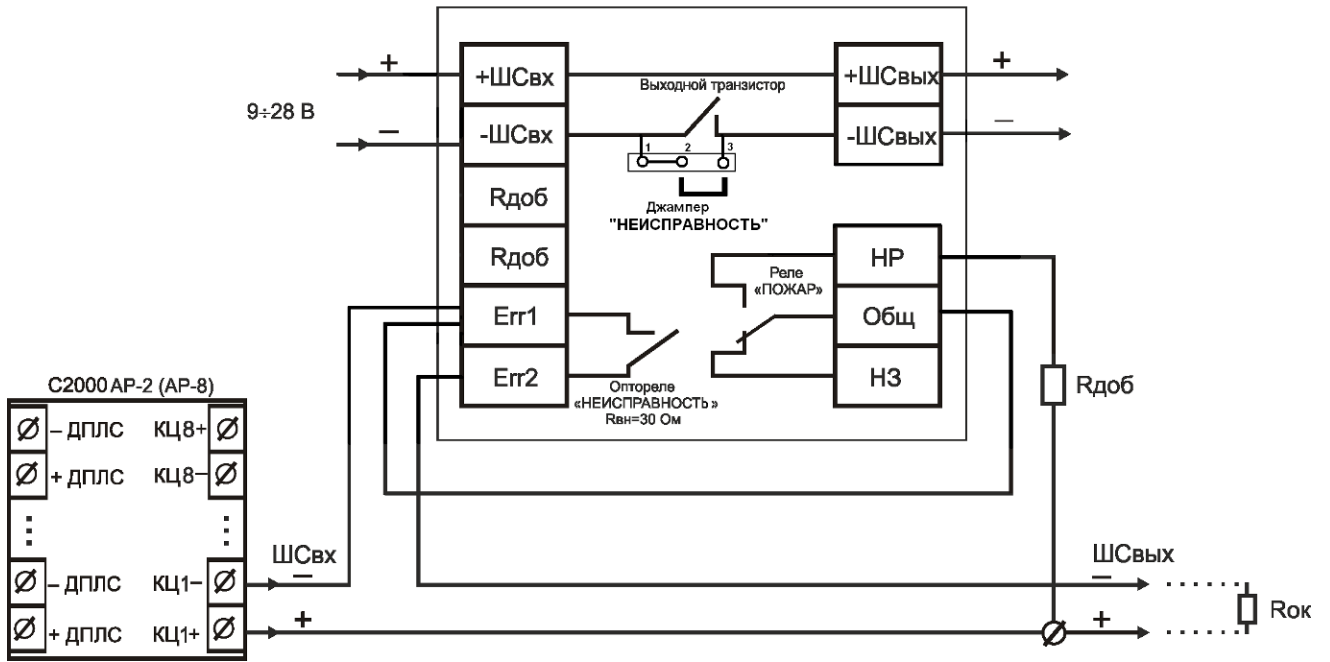 +ШСвх
+ШСвых
+
+
Выходной транзистор
9÷28 В
–
-ШСвх
-ШСвых
–
1 2 3
Rдоб
Джампер
"НЕИСПРАВНОСТЬ"
Rдоб
НР
Реле
«ПОЖАР»
Err1
Общ
Err2
Оптореле
«НЕИСПРАВНОСТЬ»
Rвн=30 Ом
НЗ
Rдоб
С2000 АР-2 (АР-8)
– ДПЛС КЦ8+
+ ДПЛС КЦ8–
ШСвх
–
ШСвых
–
– ДПЛС КЦ1–
Rок
+ ДПЛС КЦ1+
+
+